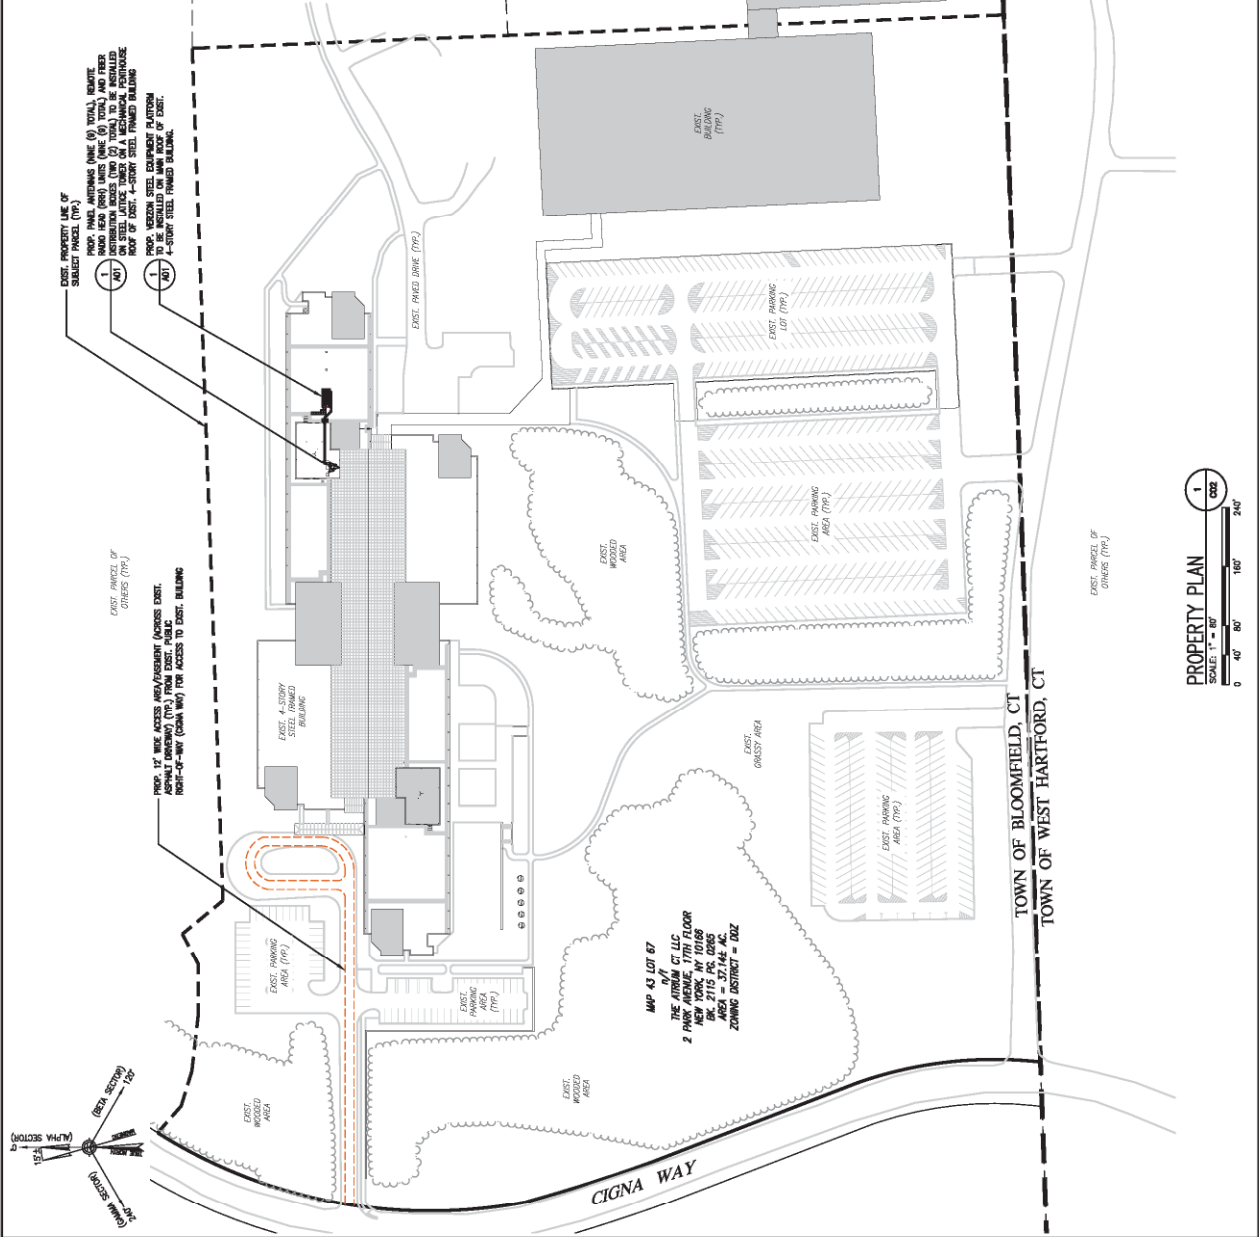 EXIST. PROPERTY LINE OF
SUBJECT PARCEL (TYP.)
PROP. PANEL ANTENNAS (NINE (9) TOTAL), REMOTE
RADIO HEAD (RRH) UNITS (NINE (9) TOTAL) AND FIBER
DISTRIBUTION BOXES (TWO (2) TOTAL) TO BE INSTALLED
ON STEEL LATTICE TOWER ON A MECHANICAL PENTHOUSE
ROOF OF EXIST. 4-STORY STEEL FRAMED BUILDING
1
A01
PROP. VERIZON STEEL EQUIPMENT PLATFORM
TO BE INSTALLED ON MAIN ROOF OF EXIST.
4-STORY STEEL FRAMED BUILDING.
1
A01
EXIST.
BUILDING
(TYP.)
EXIST. PAVED DRIVE (TYP.)
EXIST. PARKING
LOT (TYP.)
EXIST. PARCEL OF
OTHERS (TYP.)
EXIST.
WOODED
AREA
EXIST. PARKING
AREA (TYP.)
EXIST. PARCEL OF
OTHERS (TYP.)
PROP. 12' WIDE ACCESS AREA/EASEMENT (ACROSS EXIST.
ASPHALT DRIVEWAY) (TYP.) FROM EXIST. PUBLIC
RIGHT-OF-WAY (CIGNA WAY) FOR ACCESS TO EXIST. BUILDING
EXIST. 4-STORY
STEEL FRAMED
BUILDING
EXIST.
GRASSY AREA
EXIST. PARKING
AREA (TYP.)
TOWN OF BLOOMFIELD, CT
TOWN OF WEST HARTFORD, CT
EXIST. PARKING
AREA (TYP.)
EXIST.
PARKING
AREA
(TYP.)
MAP 43 LOT 67
n/f
THE ATRIUM CT LLC
2 PARK AVENUE, 17TH FLOOR
NEW YORK, NY 10166
BK. 2115 PG. 0265
AREA = 37.14± AC.
ZONING DISTRICT = DDZ
EXIST.
WOODED
AREA
EXIST.
WOODED
AREA
CIGNA WAY
(ALPHA SECTOR)
15°±
(BETA SECTOR)
120°
(GAMMA SECTOR)
240°
PROPERTY PLAN
SCALE: 1" = 80'
1
C02
0 40' 80' 160' 240'